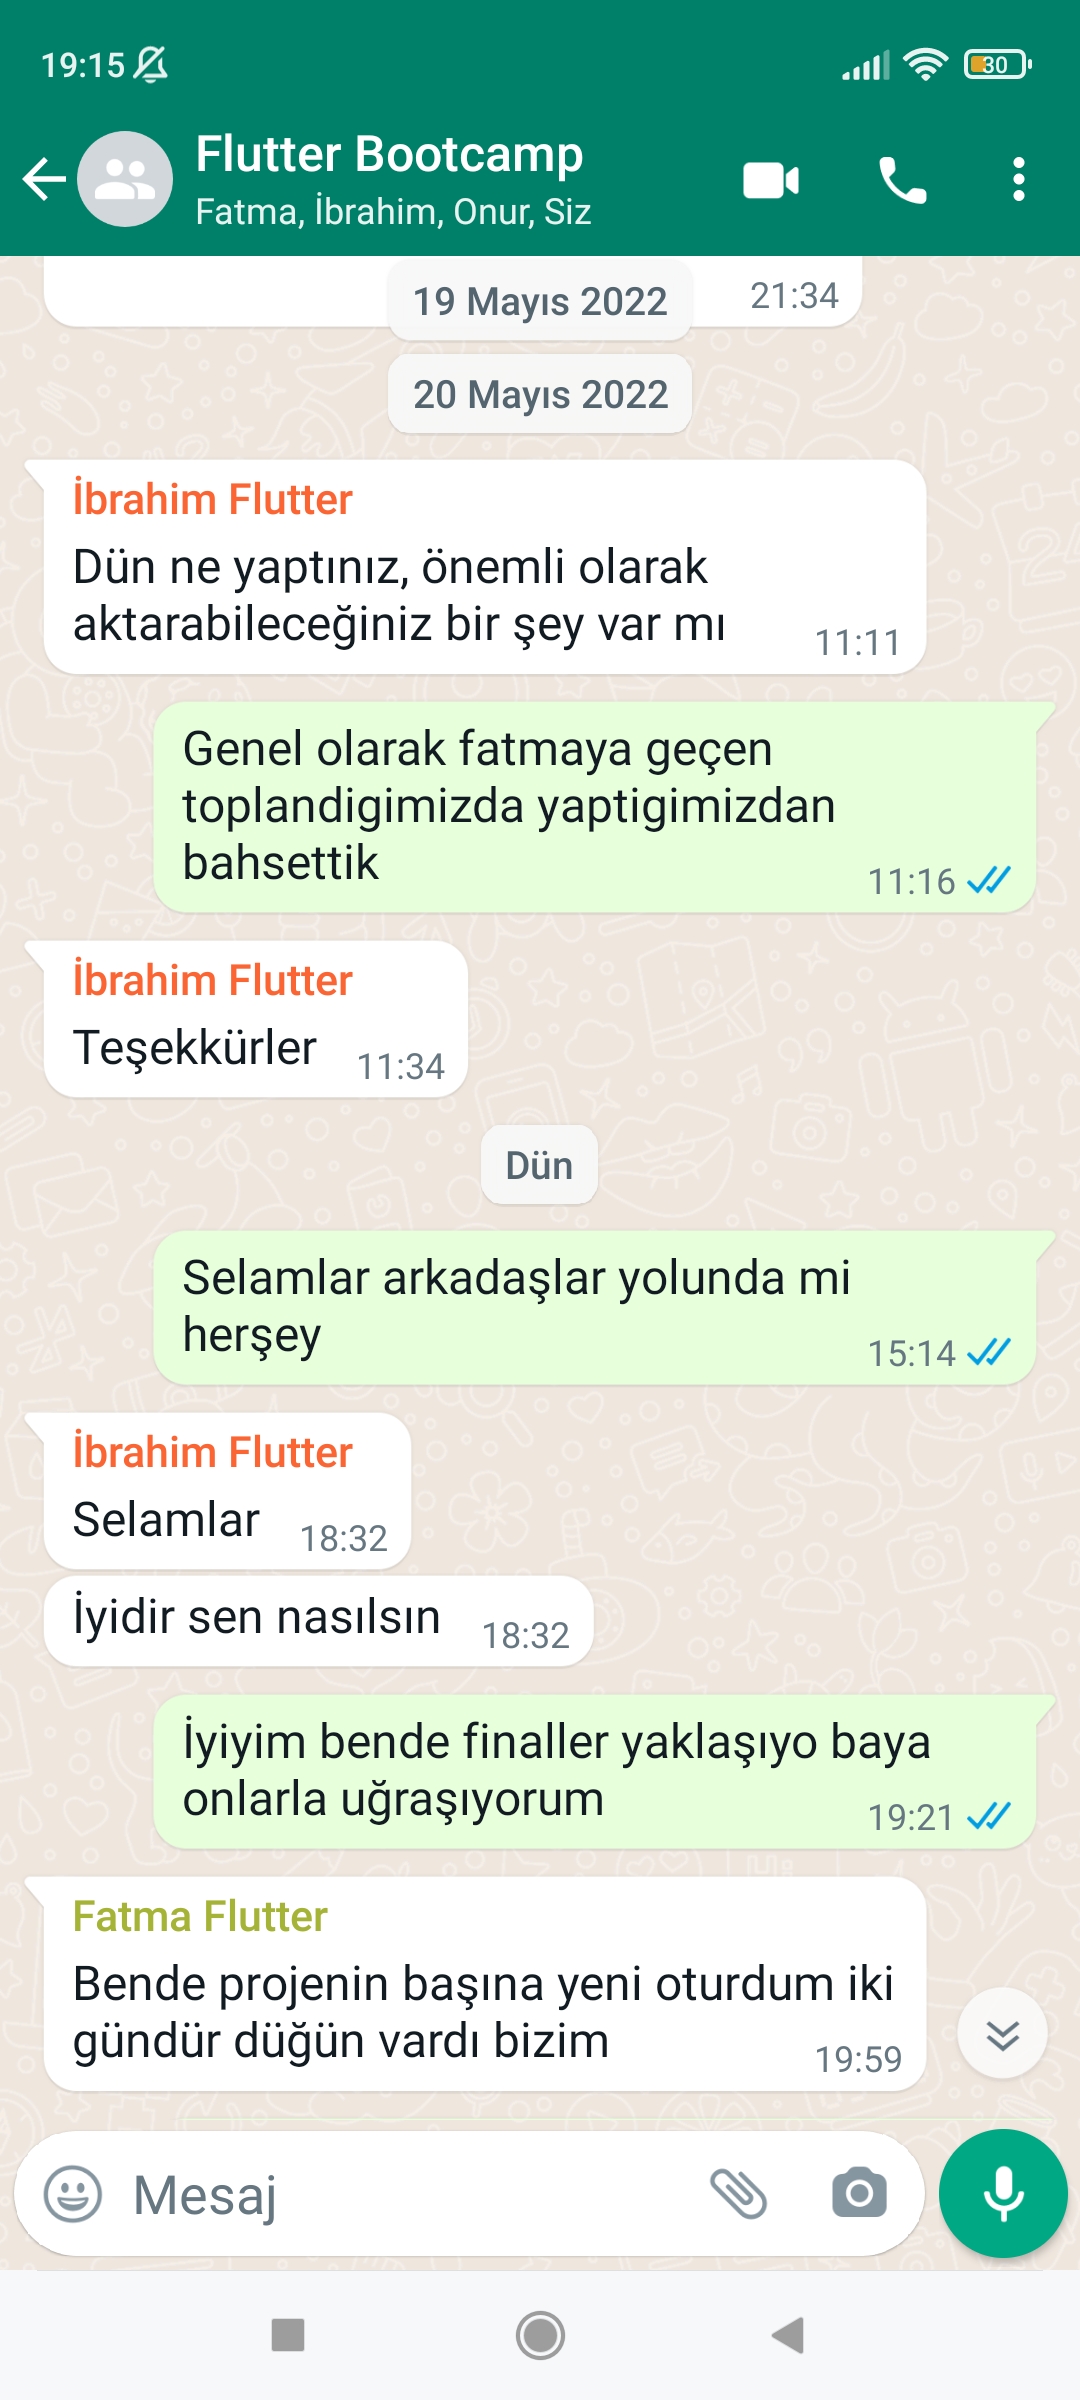 19:15
30
Flutter Bootcamp
Fatma, İbrahim, Onur, Siz
21:34
19 Mayıs 2022
20 Mayıs 2022
İbrahim Flutter
Dün ne yaptınız, önemli olarak
aktarabileceğiniz bir şey var mı
11:11
Genel olarak fatmaya geçen
toplandigimizda yaptigimizdan
bahsettik
11:16
İbrahim Flutter
Teşekkürler
11:34
Dün
Selamlar arkadaşlar yolunda mi
herşey
15:14
İbrahim Flutter
Selamlar
18:32
İyidir sen nasılsın
18:32
İyiyim bende finaller yaklaşıyo baya
onlarla uğraşıyorum
19:21
Fatma Flutter
Bende projenin başına yeni oturdum iki
gündür düğün vardı bizim
19:59
Mesaj